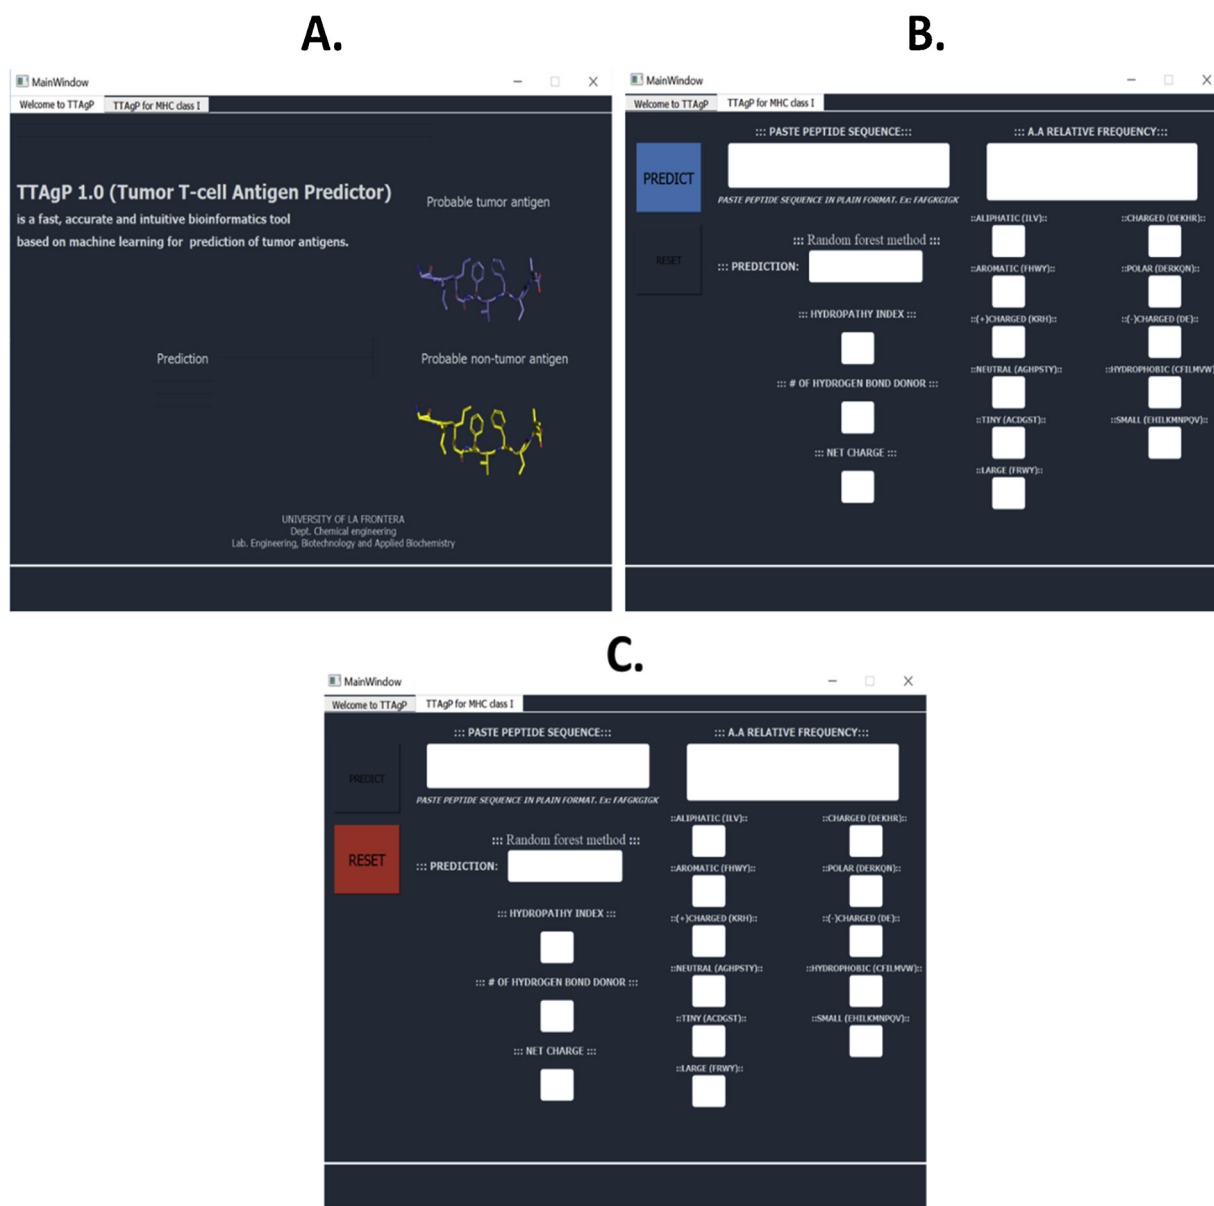 A.
MainWindow
Welcome to TTAgP
TTAgP for MHC class I
TTAgP 1.0 (Tumor T-cell Antigen Predictor)
is a fast, accurate and intuitive bioinformatics tool
based on machine learning for prediction of tumor antigens.
Probable tumor antigen
Prediction
Probable non-tumor antigen
UNIVERSITY OF LA FRONTERA
Dept. Chemical engineering
Lab. Engineering, Biotechnology and Applied Biochemistry
B.
MainWindow
Welcome to TTAgP
TTAgP for MHC class I
PREDICT
RESET
::: PASTE PEPTIDE SEQUENCE:::
PASTE PEPTIDE SEQUENCE IN PLAIN FORMAT. Ex: FAFGKGIGK
::: Random forest method :::
::: PREDICTION:
::: HYDROPATHY INDEX :::
::: # OF HYDROGEN BOND DONOR :::
::: NET CHARGE :::
::: A.A RELATIVE FREQUENCY:::
::ALIPHATIC (ILV)::
::CHARGED (DEKHR)::
::AROMATIC (FHWY)::
::POLAR (DERKQN)::
::(+)CHARGED (KRH)::
::(-)CHARGED (DE)::
::NEUTRAL (AGHPSTY)::
::HYDROPHOBIC (CFILMVW)
::TINY (ACDGST)::
::SMALL (EHILKMNPQV)::
::LARGE (FRWY)::
C.
MainWindow
Welcome to TTAgP
TTAgP for MHC class I
PREDICT
RESET
::: PASTE PEPTIDE SEQUENCE:::
PASTE PEPTIDE SEQUENCE IN PLAIN FORMAT. Ex: FAFGKGIGK
::: Random forest method :::
::: PREDICTION:
::: HYDROPATHY INDEX :::
::: # OF HYDROGEN BOND DONOR :::
::: NET CHARGE :::
::: A.A RELATIVE FREQUENCY:::
::ALIPHATIC (ILV)::
::CHARGED (DEKHR)::
::AROMATIC (FHWY)::
::POLAR (DERKQN)::
::(+)CHARGED (KRH)::
::(-)CHARGED (DE)::
::NEUTRAL (AGHPSTY)::
::HYDROPHOBIC (CFILMVW)::
::TINY (ACDGST)::
::SMALL (EHILKMNPQV)::
::LARGE (FRWY)::